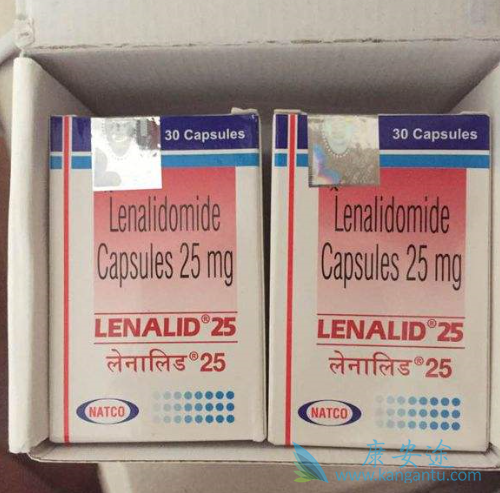 30 Capsules
Lenalidomide
Capsules 25 mg
LENALID® 25
लेनालिड® 25
NATCO
30 Capsules
Lenalidomide
Capsules 25 mg
LENALID® 25
लेनालिड® 25
NATCO
康安途
www.kangantu.com